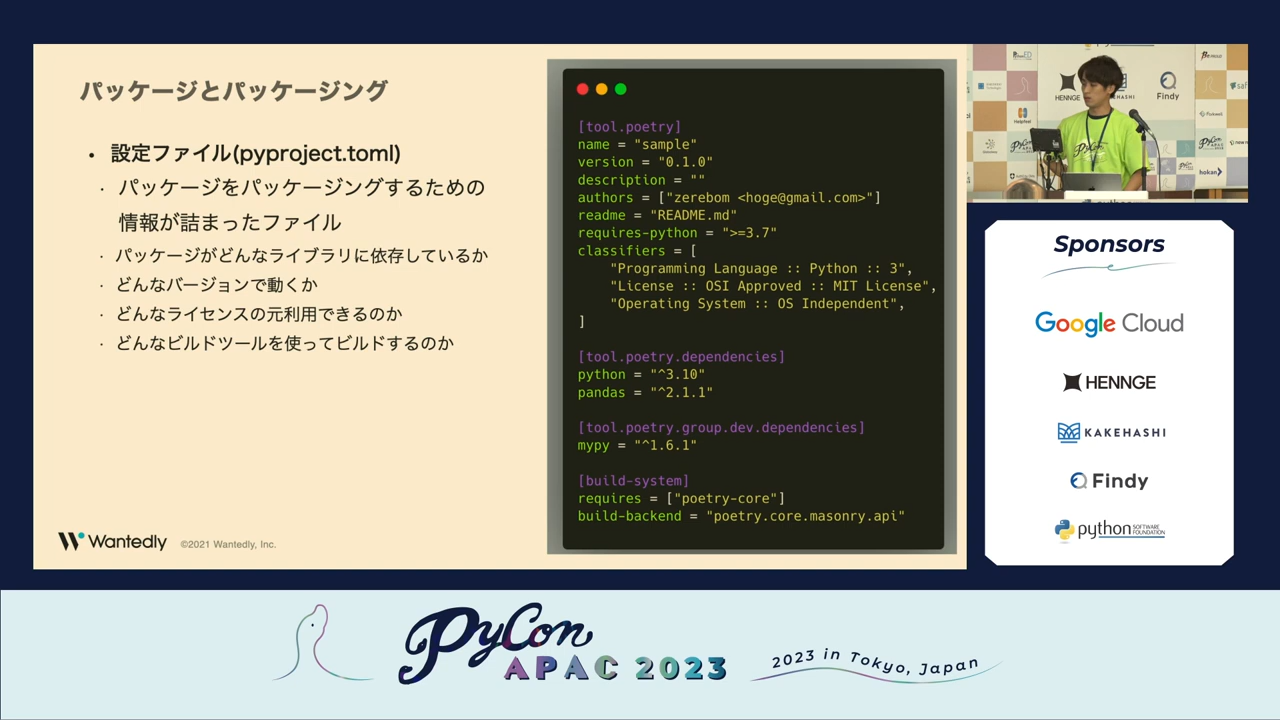 パッケージとパッケージング
• 設定ファイル(pyproject.toml)
· パッケージをパッケージングするための
情報が詰まったファイル
· パッケージがどんなライブラリに依存しているか
· どんなバージョンで動くか
· どんなライセンスの元利用できるのか
· どんなビルドツールを使ってビルドするのか
Wantedly ©2021 Wantedly, Inc.
[tool.poetry]
name = "sample"
version = "0.1.0"
description = ""
authors = ["zerebom <hoge@gmail.com>"]
readme = "README.md"
requires-python = ">=3.7"
classifiers = [
"Programming Language :: Python :: 3",
"License :: OSI Approved :: MIT License",
"Operating System :: OS Independent",
]
[tool.poetry.dependencies]
python = "^3.10"
pandas = "^2.1.1"
[tool.poetry.group.dev.dependencies]
mypy = "^1.6.1"
[build-system]
requires = ["poetry-core"]
build-backend = "poetry.core.masonry.api"
HENNGE
Findy
Sponsors
Google Cloud
HENNGE
KAKEHASHI
Findy
python SOFTWARE FOUNDATION
PyCon
APAC 2023
2023 in Tokyo, Japan